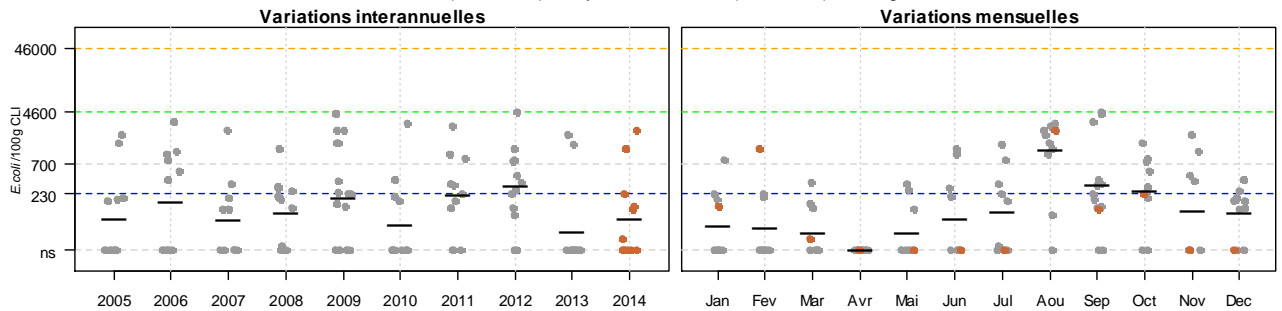 Variations interannuelles
Variations mensuelles
E.coli/100g CLI
46000
4600
700
230
ns
2005 2006 2007 2008 2009 2010 2011 2012 2013 2014
Jan Fev Mar Avr Mai Jun Jul Aou Sep Oct Nov Dec